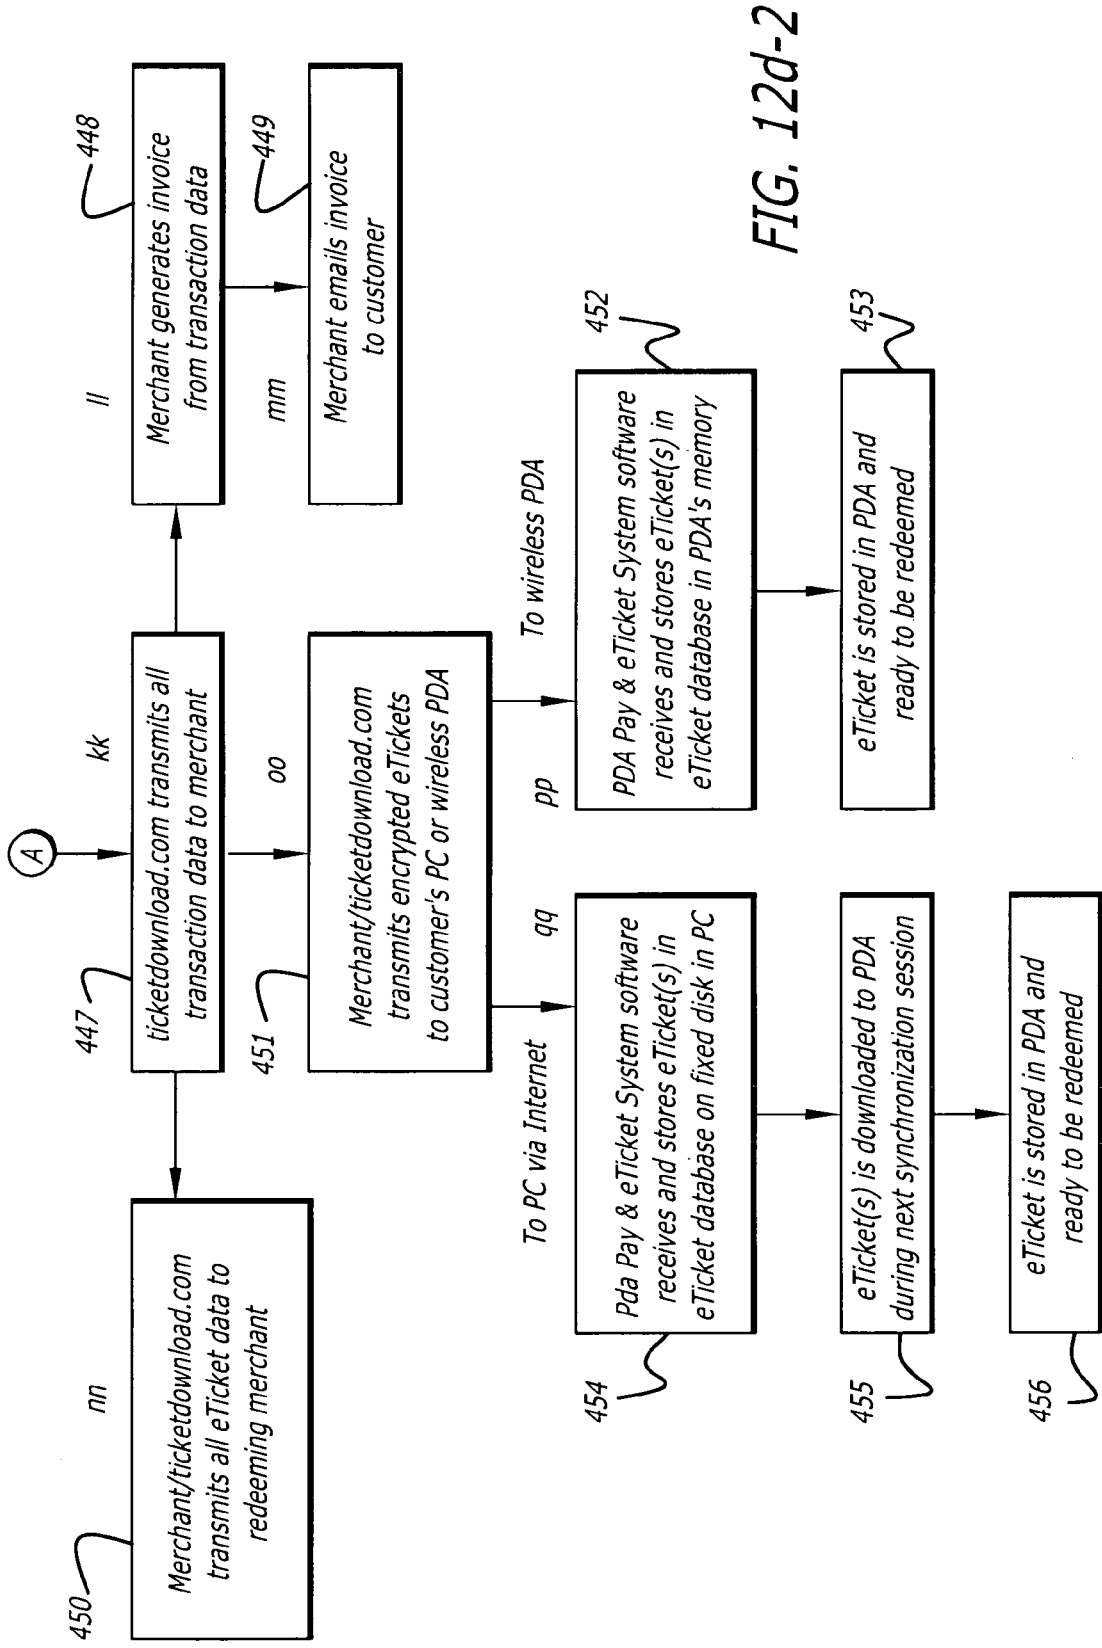 A
kk
447
ticketdownload.com transmits all
transaction data to merchant
ll
448
Merchant generates invoice
from transaction data
mm
449
Merchant emails invoice
to customer
nn
450
Merchant/ticketdownload.com
transmits all eTicket data to
redeeming merchant
oo
451
Merchant/ticketdownload.com
transmits encrypted eTickets
to customer's PC or wireless PDA
To PC via Internet
qq
pp
To wireless PDA
454
Pda Pay & eTicket System software
receives and stores eTicket(s) in
eTicket database on fixed disk in PC
452
PDA Pay & eTicket System software
receives and stores eTicket(s) in
eTicket database in PDA's memory
455
eTicket(s) is downloaded to PDA
during next synchronization session
453
eTicket is stored in PDA and
ready to be redeemed
456
eTicket is stored in PDA and
ready to be redeemed
FIG. 12d-2